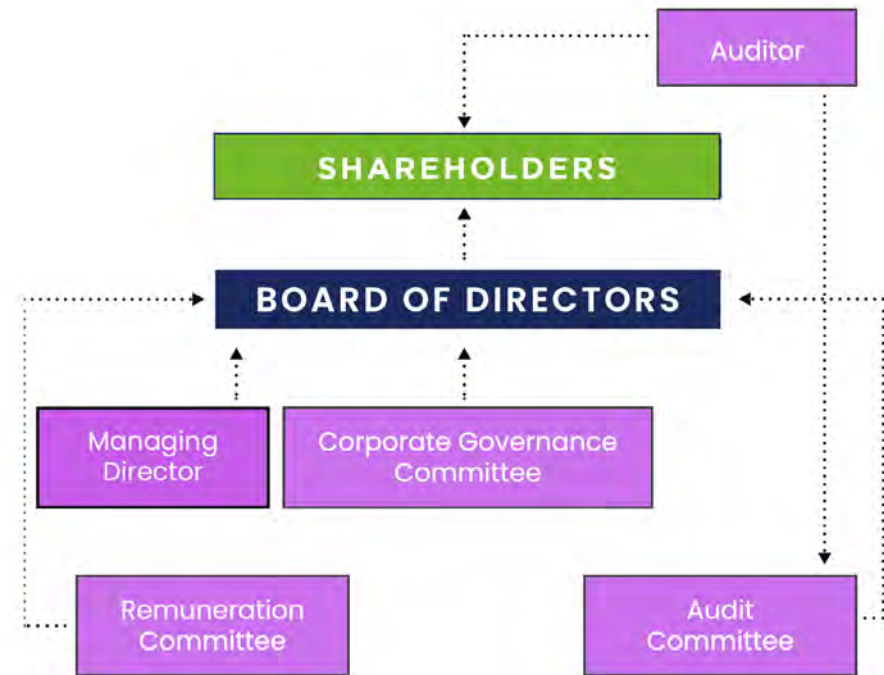 Auditor
SHAREHOLDERS
BOARD OF DIRECTORS
Managing
Director
Corporate Governance
Committee
Remuneration
Committee
Audit
Committee